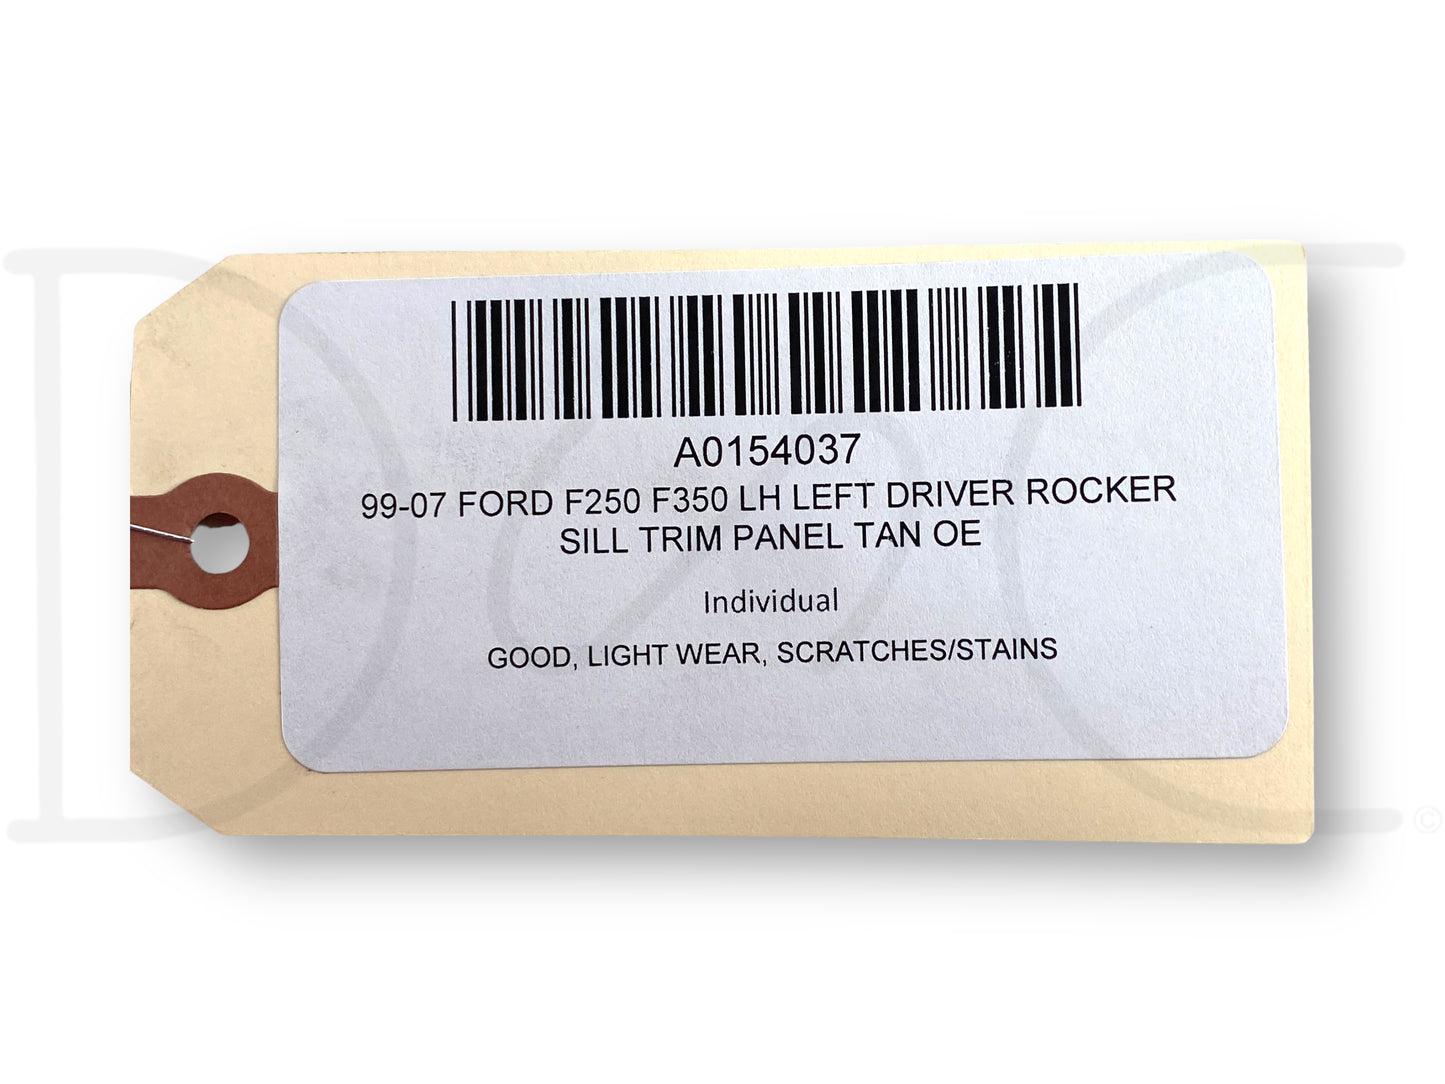 A0154037
99-07 FORD F250 F350 LH LEFT DRIVER ROCKER
SILL TRIM PANEL TAN OE
Individual
GOOD, LIGHT WEAR, SCRATCHES/STAINS
©